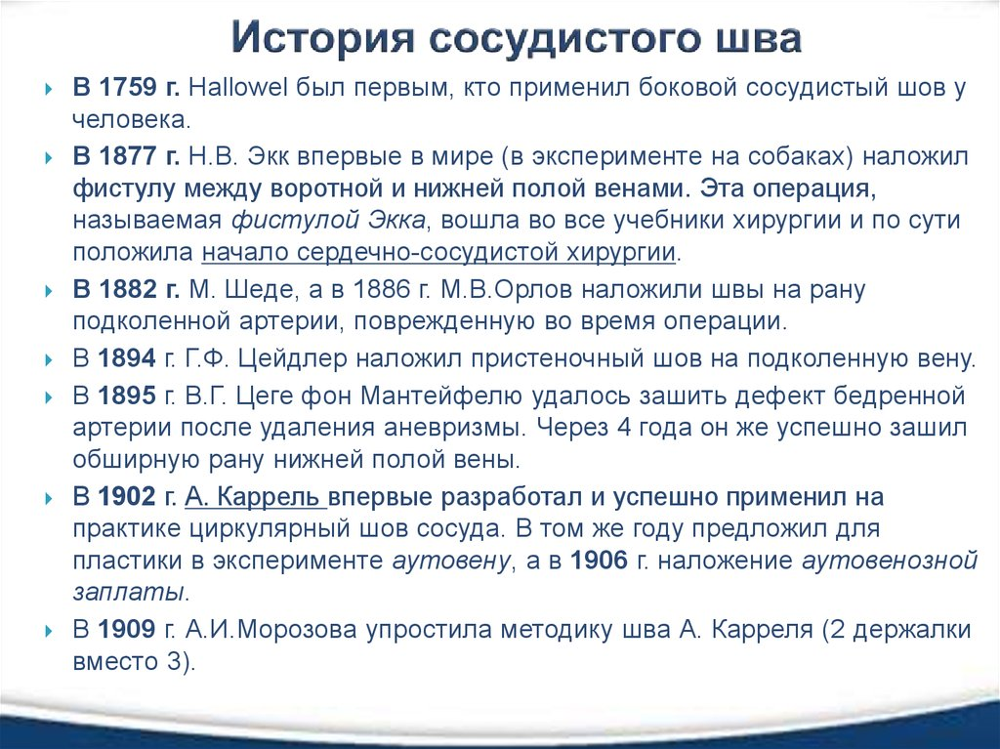 История сосудистого шва
В 1759 г. Hallowel был первым, кто применил боковой сосудистый шов у
человека.
В 1877 г. Н.В. Экк впервые в мире (в эксперименте на собаках) наложил
фистулу между воротной и нижней полой венами. Эта операция,
называемая фистулой Экка, вошла во все учебники хирургии и по сути
положила начало сердечно-сосудистой хирургии.
В 1882 г. М. Шеде, а в 1886 г. М.В.Орлов наложили швы на рану
подколенной артерии, поврежденную во время операции.
В 1894 г. Г.Ф. Цейдлер наложил пристеночный шов на подколенную вену.
В 1895 г. В.Г. Цеге фон Мантейфелю удалось зашить дефект бедренной
артерии после удаления аневризмы. Через 4 года он же успешно зашил
обширную рану нижней полой вены.
В 1902 г. А. Каррель впервые разработал и успешно применил на
практике циркулярный шов сосуда. В том же году предложил для
пластики в эксперименте аутовену, а в 1906 г. наложение аутовенозной
заплаты.
В 1909 г. А.И.Морозова упростила методику шва А. Карреля (2 держалки
вместо 3).